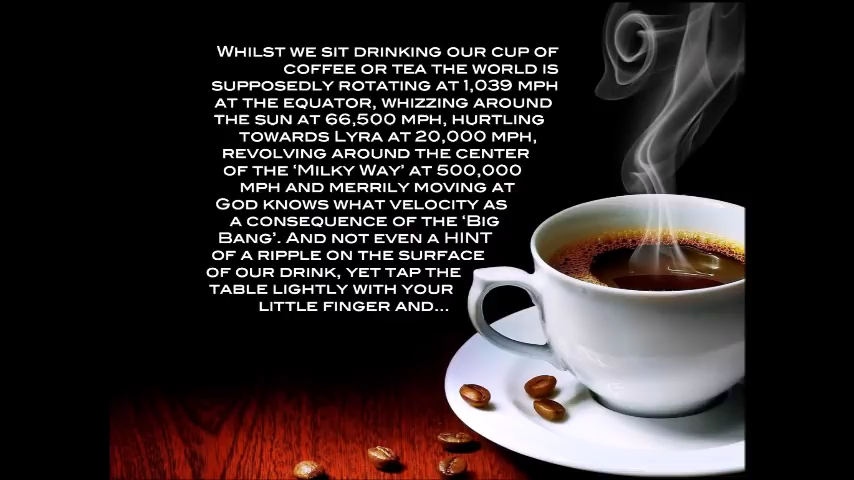 Whilst we sit drinking our cup of
coffee or tea the world is
supposedly rotating at 1,039 mph
at the equator, whizzing around
the sun at 66,500 mph, hurtling
towards Lyra at 20,000 mph,
revolving around the center
of the ‘Milky Way’ at 500,000
mph and merrily moving at
God knows what velocity as
a consequence of the ‘Big
Bang’. And not even a HINT
of a ripple on the surface
of our drink, yet tap the
table lightly with your
little finger and...